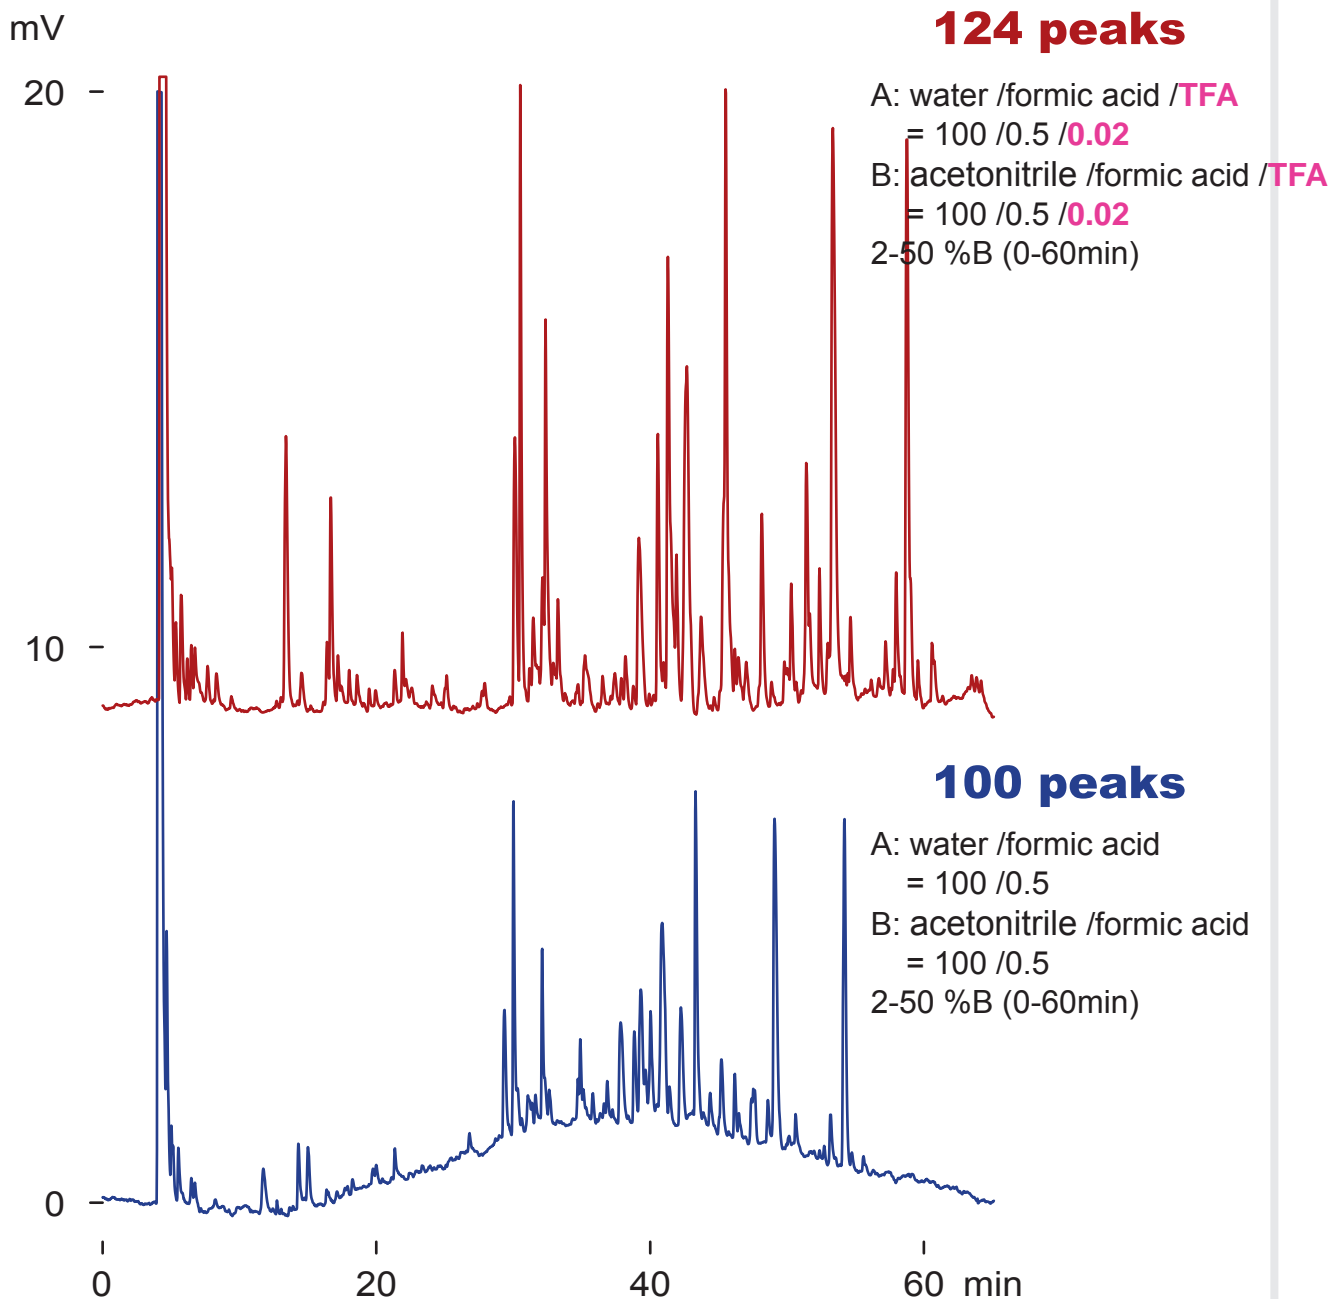 mV
124 peaks
20
A: water /formic acid /TFA
= 100 /0.5 /0.02
B: acetonitrile /formic acid /TFA
= 100 /0.5 /0.02
2-50 %B (0-60min)
10
100 peaks
A: water /formic acid
= 100 /0.5
B: acetonitrile /formic acid
= 100 /0.5
2-50 %B (0-60min)
0
0 20 40 60 min